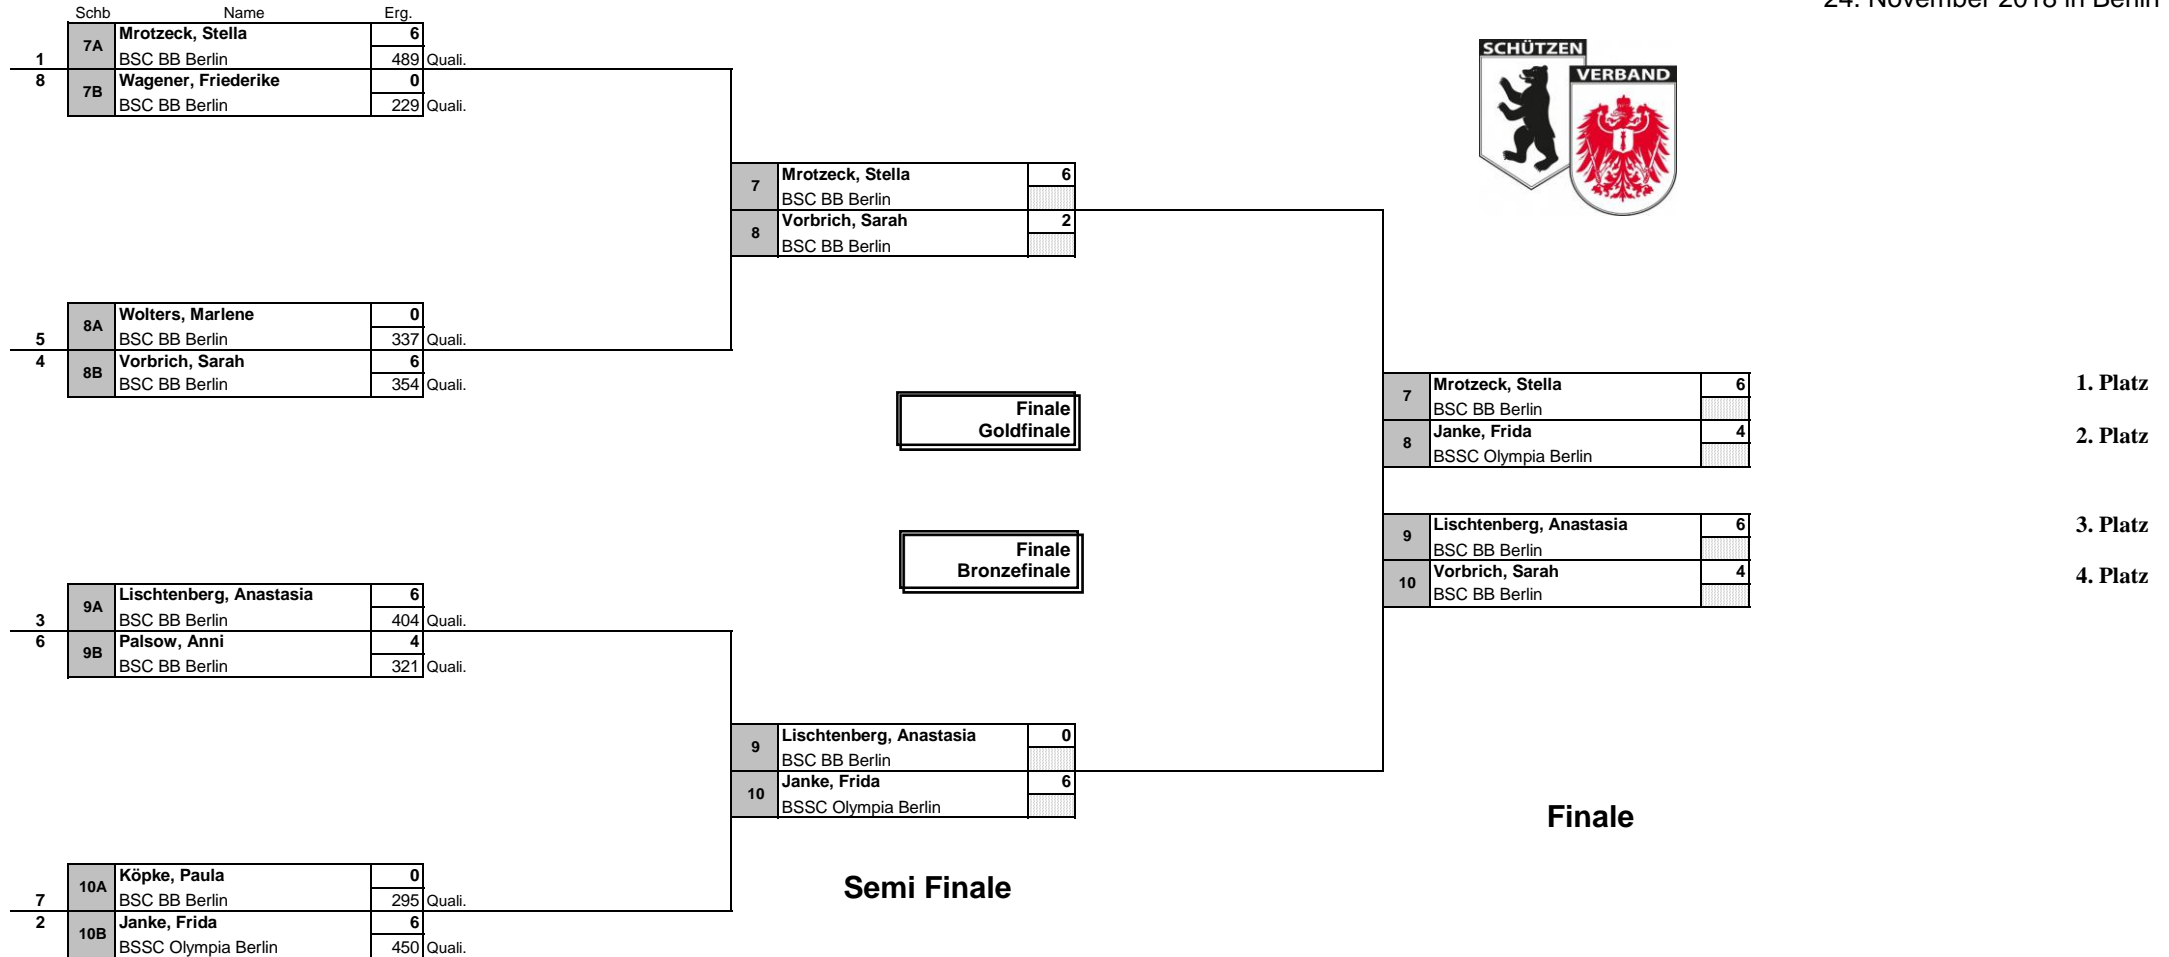 24. November 2018 in Berlin
Schb Name Erg.
7A Mrotzeck, Stella 6
1 BSC BB Berlin 489 Quali.
8 7B Wagener, Friederike 0
BSC BB Berlin 229 Quali.
SCHÜTZEN
VERBAND
7 Mrotzeck, Stella 6
BSC BB Berlin
8 Vorbrich, Sarah 2
BSC BB Berlin
8A Wolters, Marlene 0
5 BSC BB Berlin 337 Quali.
4 8B Vorbrich, Sarah 6
BSC BB Berlin 354 Quali.
7 Mrotzeck, Stella 6 1. Platz
BSC BB Berlin
8 Janke, Frida 4 2. Platz
BSSC Olympia Berlin
Finale
Goldfinale
9 Lischtenberg, Anastasia 6 3. Platz
BSC BB Berlin
10 Vorbrich, Sarah 4 4. Platz
BSC BB Berlin
Finale
Bronzefinale
9A Lischtenberg, Anastasia 6
3 BSC BB Berlin 404 Quali.
6 9B Palsow, Anni 4
BSC BB Berlin 321 Quali.
9 Lischtenberg, Anastasia 0
BSC BB Berlin
10 Janke, Frida 6
BSSC Olympia Berlin
Finale
Semi Finale
10A Köpke, Paula 0
7 BSC BB Berlin 295 Quali.
2 10B Janke, Frida 6
BSSC Olympia Berlin 450 Quali.